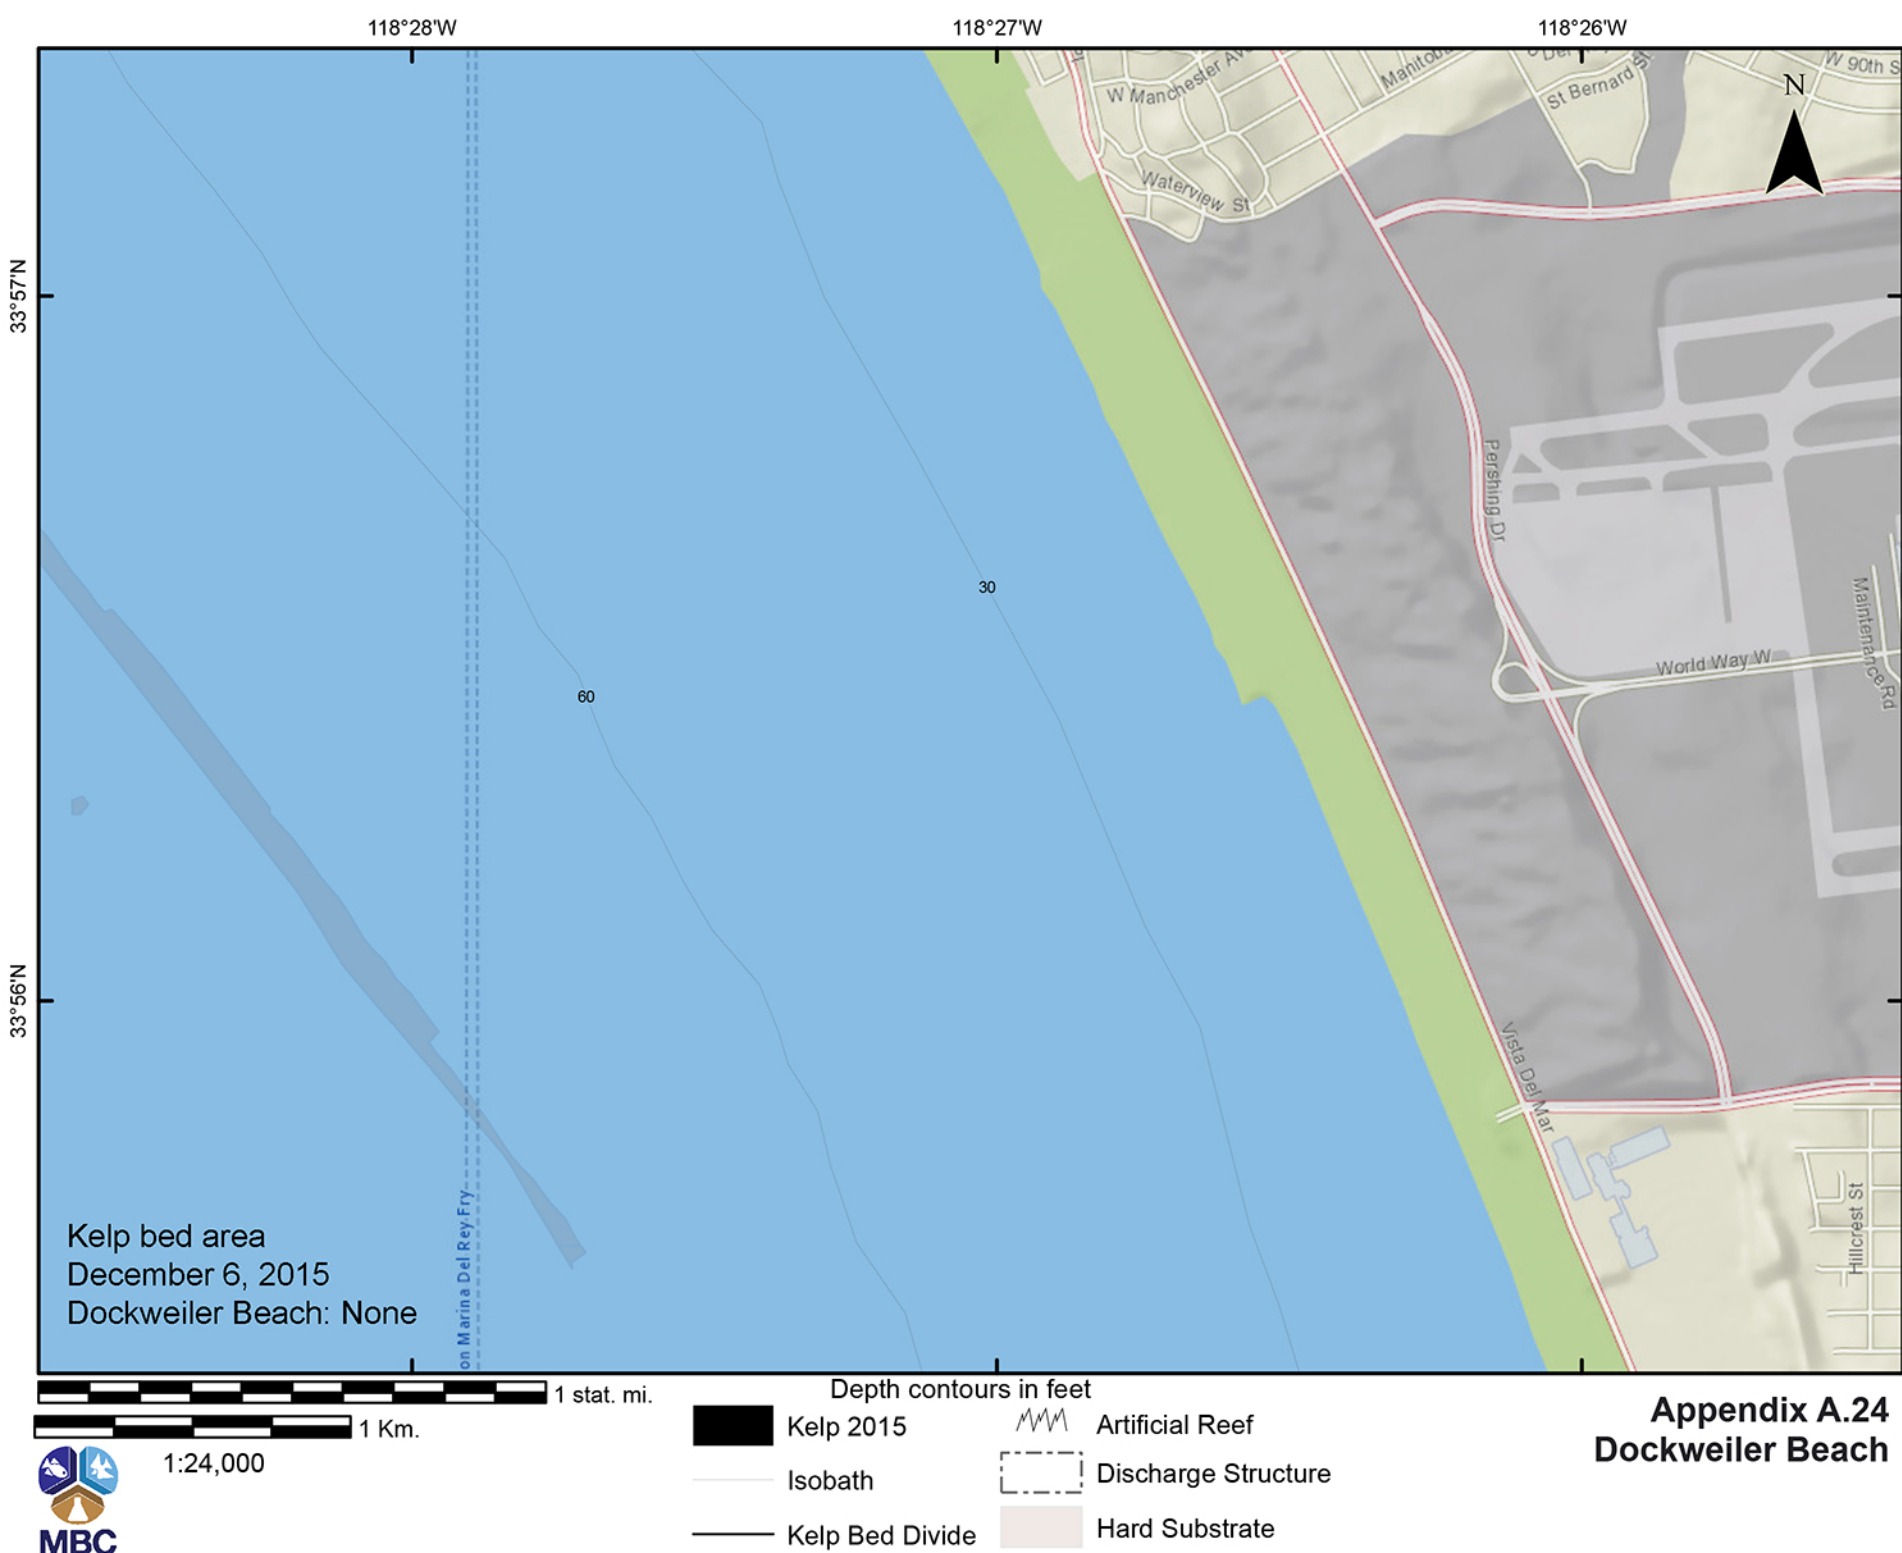 118°28'W
118°27'W
118°26'W
33°57'N
33°56'N
W Manchester Av
Manitoba
St Bernard St
W 90th S
N
Waterview St
Pershing Dr
World Way W
Maintenance Rd
Vista Del Mar
Hillcrest St
30
60
on Marina Del Rey Fry
Kelp bed area
December 6, 2015
Dockweiler Beach: None
1 stat. mi.
1 Km.
1:24,000
MBC
Depth contours in feet
Kelp 2015
Isobath
Kelp Bed Divide
Artificial Reef
Discharge Structure
Hard Substrate
Appendix A.24
Dockweiler Beach